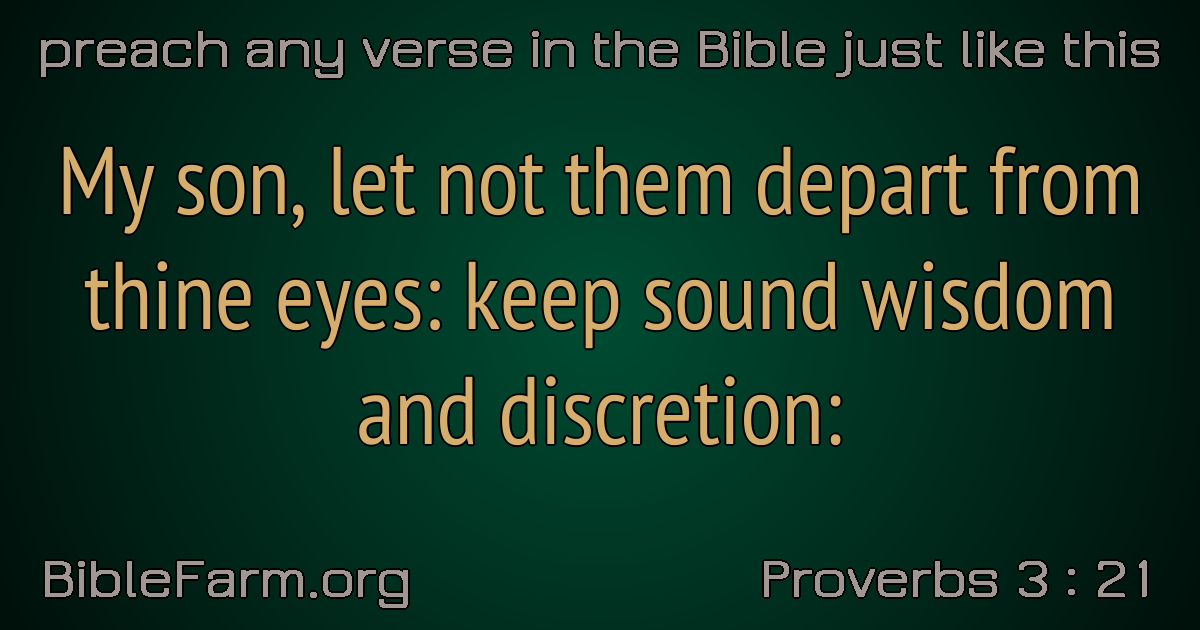 preach any verse in the Bible just like this
My son, let not them depart from
thine eyes: keep sound wisdom
and discretion:
BibleFarm.org
Proverbs 3 : 21